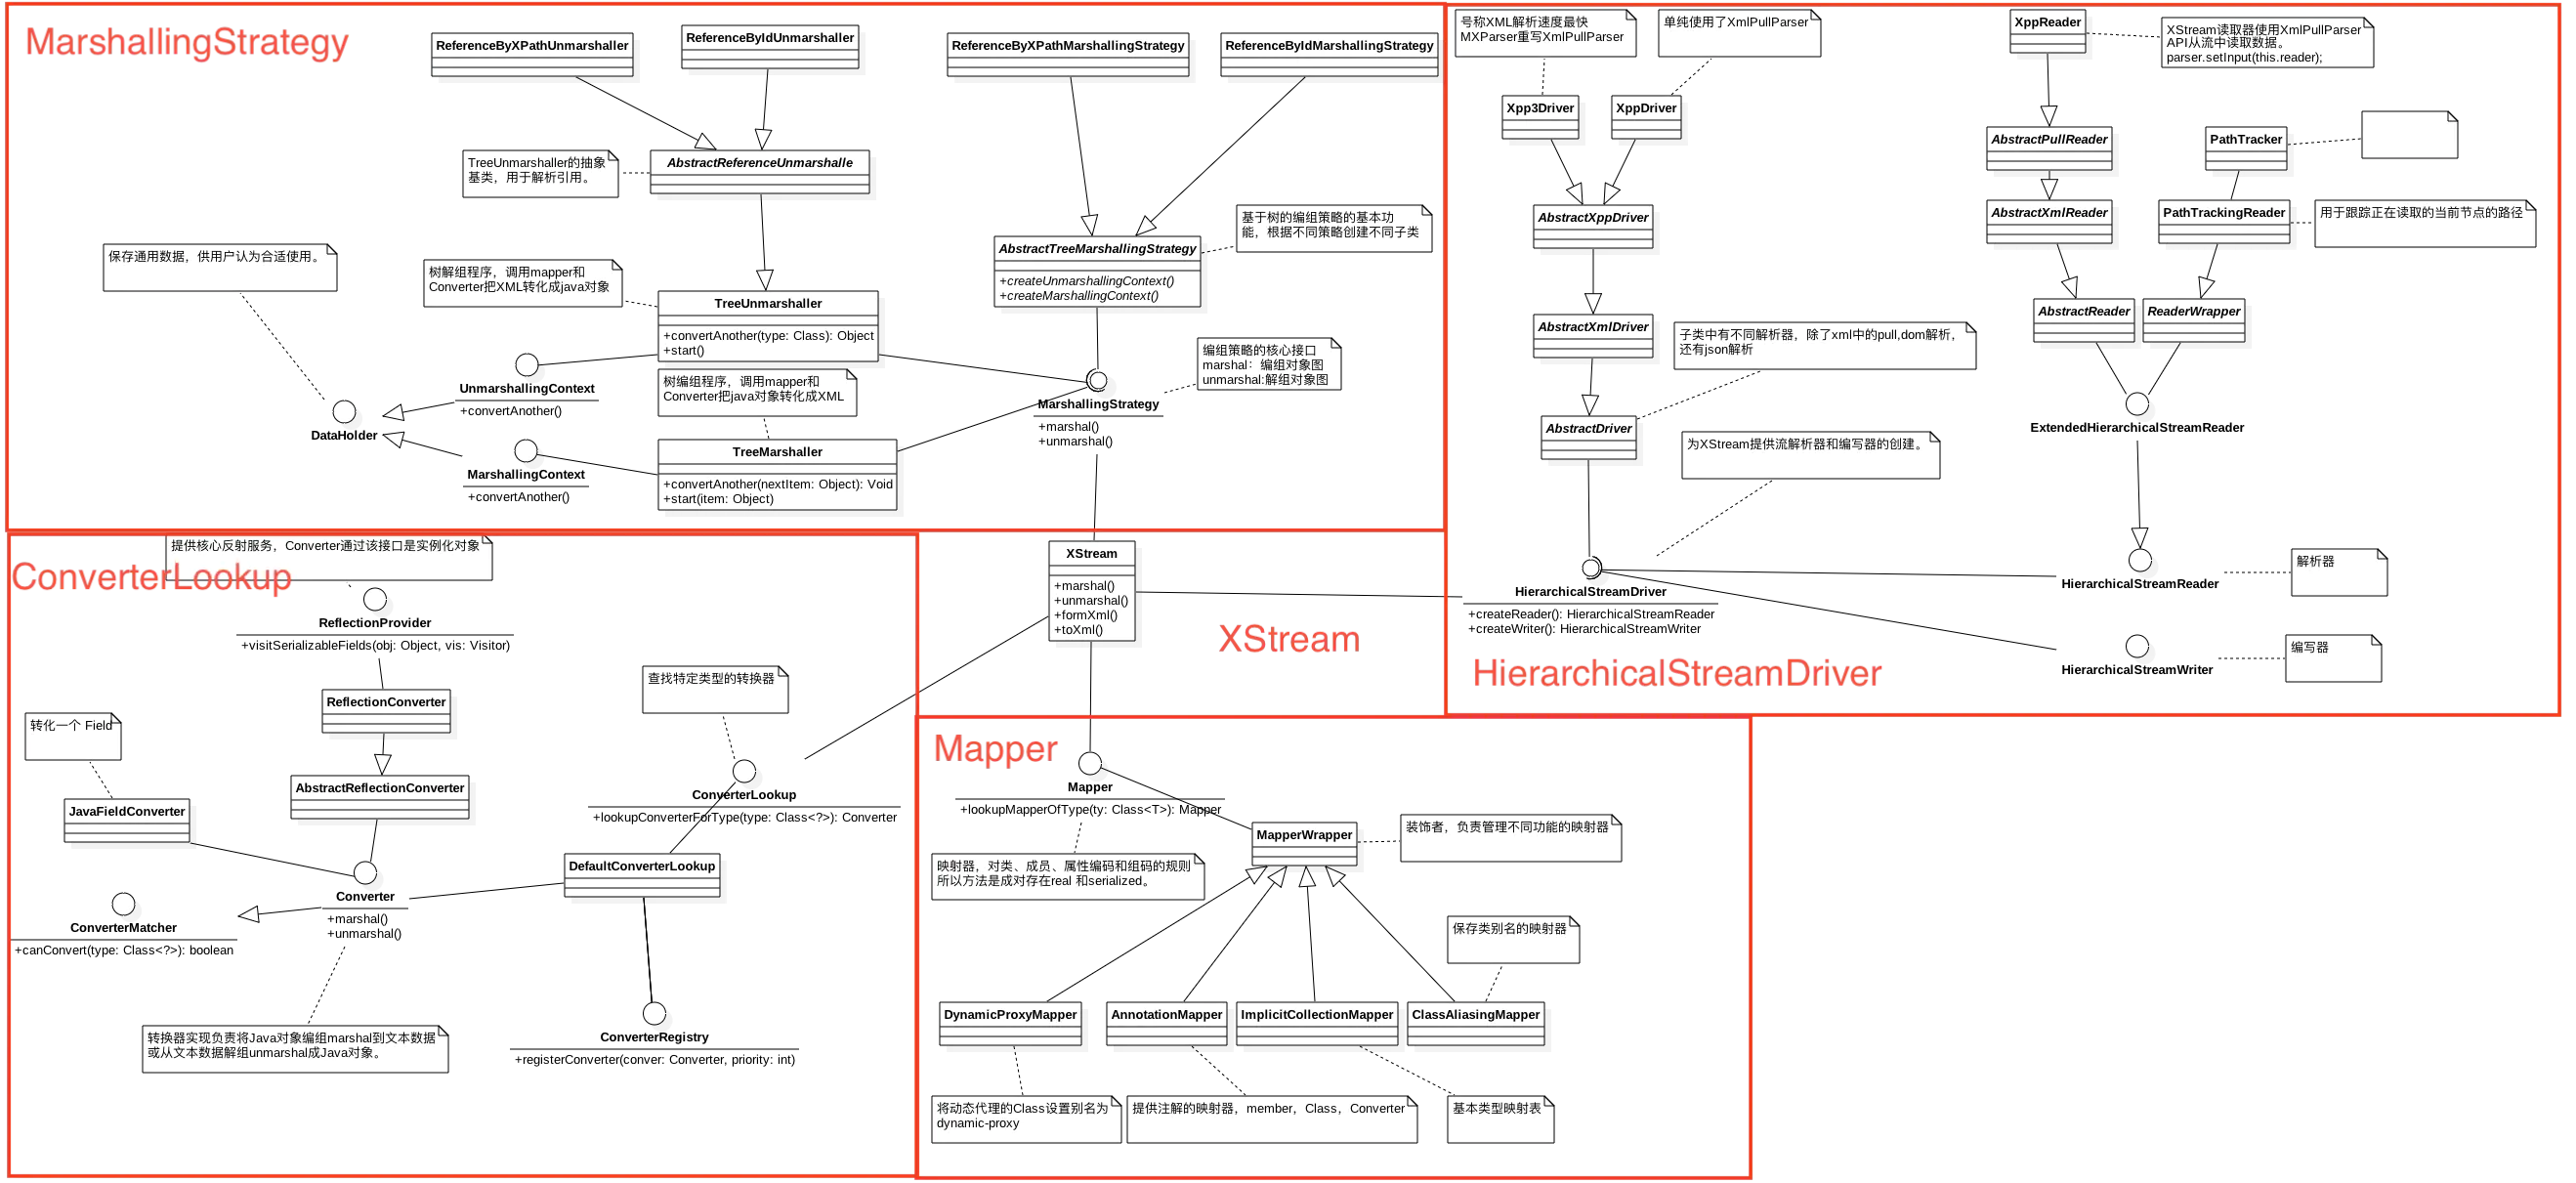 MarshallingStrategy
ReferenceByXPathUnmarshaller
ReferenceByIdUnmarshaller
ReferenceByXPathMarshallingStrategy
ReferenceByIdMarshallingStrategy
TreeUnmarshaller的抽象
基类，用于解析引用。
AbstractReferenceUnmarshalle
基于树的编组策略的基本功
能，根据不同策略创建不同子类
AbstractTreeMarshallingStrategy
+createUnmarshallingContext()
+createMarshallingContext()
保存通用数据，供用户认为合适使用。
树解组程序，调用mapper和
Converter把XML转化成java对象
TreeUnmarshaller
+convertAnother(type: Class): Object
+start()
编组策略的核心接口
marshal：编组对象图
unmarshal:解组对象图
UnmarshallingContext
+convertAnother()
树编组程序，调用mapper和
Converter把java对象转化成XML
MarshallingStrategy
+marshal()
+unmarshal()
DataHolder
MarshallingContext
+convertAnother()
TreeMarshaller
+convertAnother(nextItem: Object): Void
+start(item: Object)
号称XML解析速度最快
MXParser重写XmlPullParser
单纯使用了XmlPullParser
XppReader
XStream读取器使用XmlPullParser
API从流中读取数据。
parser.setInput(this.reader);
Xpp3Driver
XppDriver
AbstractPullReader
PathTracker
AbstractXppDriver
AbstractXmlReader
PathTrackingReader
用于跟踪正在读取的当前节点的路径
AbstractXmlDriver
AbstractReader
ReaderWrapper
子类中有不同解析器，除了xml中的pull,dom解析，
还有json解析
AbstractDriver
ExtendedHierarchicalStreamReader
为XStream提供流解析器和编写器的创建。
HierarchicalStreamDriver
+createReader(): HierarchicalStreamReader
+createWriter(): HierarchicalStreamWriter
HierarchicalStreamReader
解析器
HierarchicalStreamWriter
编写器
HierarchicalStreamDriver
XStream
+marshal()
+unmarshal()
+formXml()
+toXml()
XStream
提供核心反射服务，Converter通过该接口是实例化对象
ConverterLookup
ReflectionProvider
+visitSerializableFields(obj: Object, vis: Visitor)
查找特定类型的转换器
ReflectionConverter
转化一个 Field
AbstractReflectionConverter
JavaFieldConverter
ConverterLookup
+lookupConverterForType(type: Class<?>): Converter
DefaultConverterLookup
Converter
+marshal()
+unmarshal()
ConverterMatcher
+canConvert(type: Class<?>): boolean
转换器实现负责将Java对象编组marshal到文本数据
或从文本数据解组unmarshal成Java对象。
ConverterRegistry
+registerConverter(conver: Converter, priority: int)
Mapper
Mapper
+lookupMapperOfType(ty: Class<T>): Mapper
MapperWrapper
装饰者，负责管理不同功能的映射器
映射器，对类、成员、属性编码和组码的规则
所以方法是成对存在real 和serialized。
保存类别名的映射器
DynamicProxyMapper
AnnotationMapper
ImplicitCollectionMapper
ClassAliasingMapper
将动态代理的Class设置别名为
dynamic-proxy
提供注解的映射器，member，Class，Converter
基本类型映射表